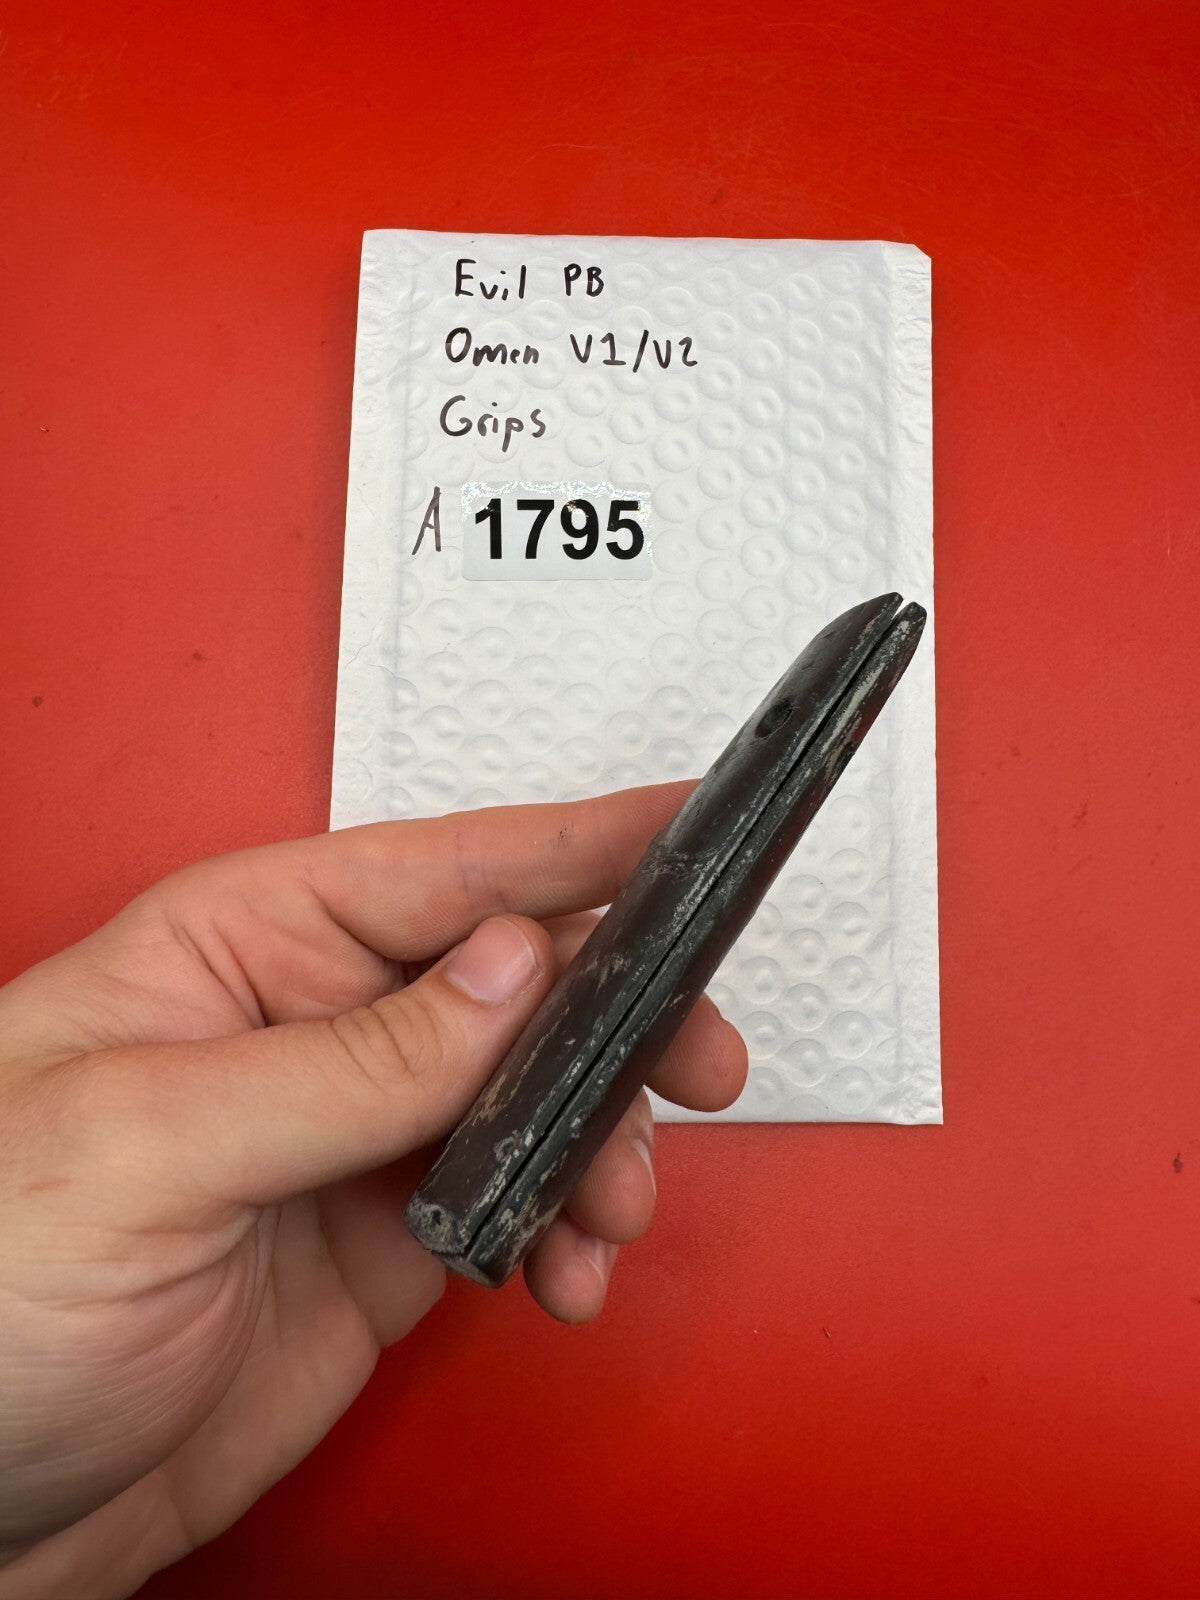 Evil PB
Omen V1/V2
Grips
A 1795